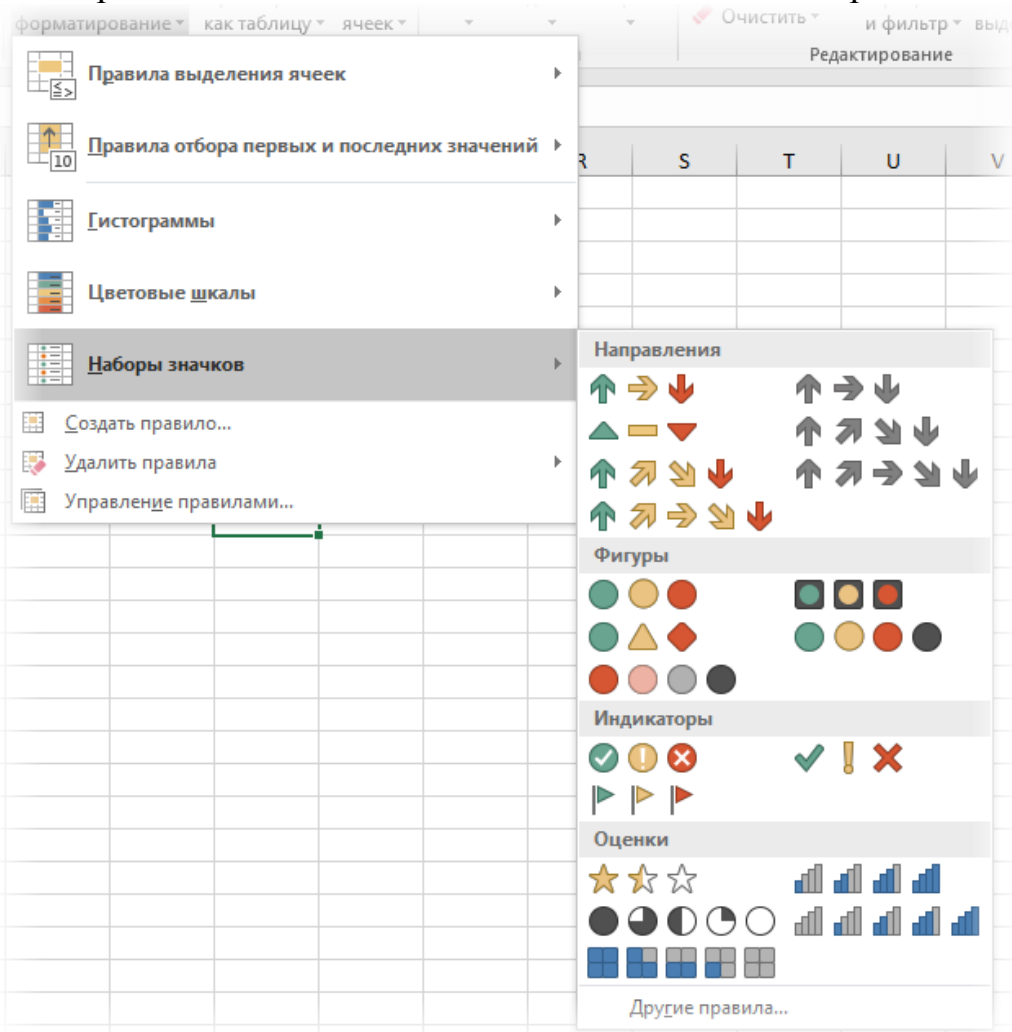 форматирование как таблицу ячеек
Очистить
и фильтр
Редактирование
Правила выделения ячеек
Правила отбора первых и последних значений
10
S T U V
Гистограммы
Цветовые шкалы
Наборы значков
Создать правило...
Удалить правила
Управление правилами...
Направления
Фигуры
Индикаторы
Оценки
Другие правила...